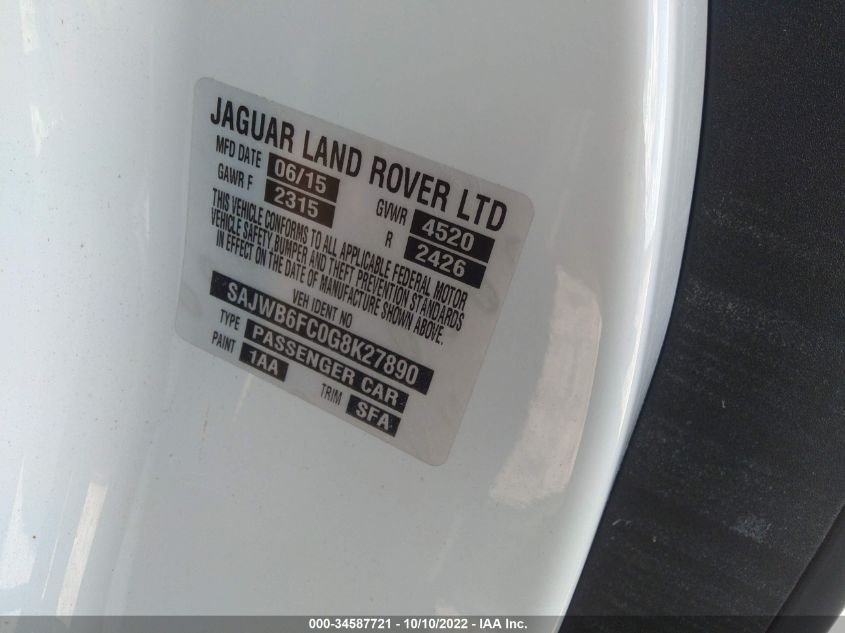 JAGUAR LAND ROVER LTD
MFD DATE 06/15 GVWR 4520
GAWR F 2315 R 2426
THIS VEHICLE CONFORMS TO ALL APPLICABLE FEDERAL MOTOR
VEHICLE SAFETY, BUMPER AND THEFT PREVENTION STANDARDS
IN EFFECT ON THE DATE OF MANUFACTURE SHOWN ABOVE.
VEH IDENT NO
SAJWB6FC0G8K27890
TYPE PASSENGER CAR
PAINT 1AA TRIM SFA
000-34587721 - 10/10/2022 - IAA Inc.